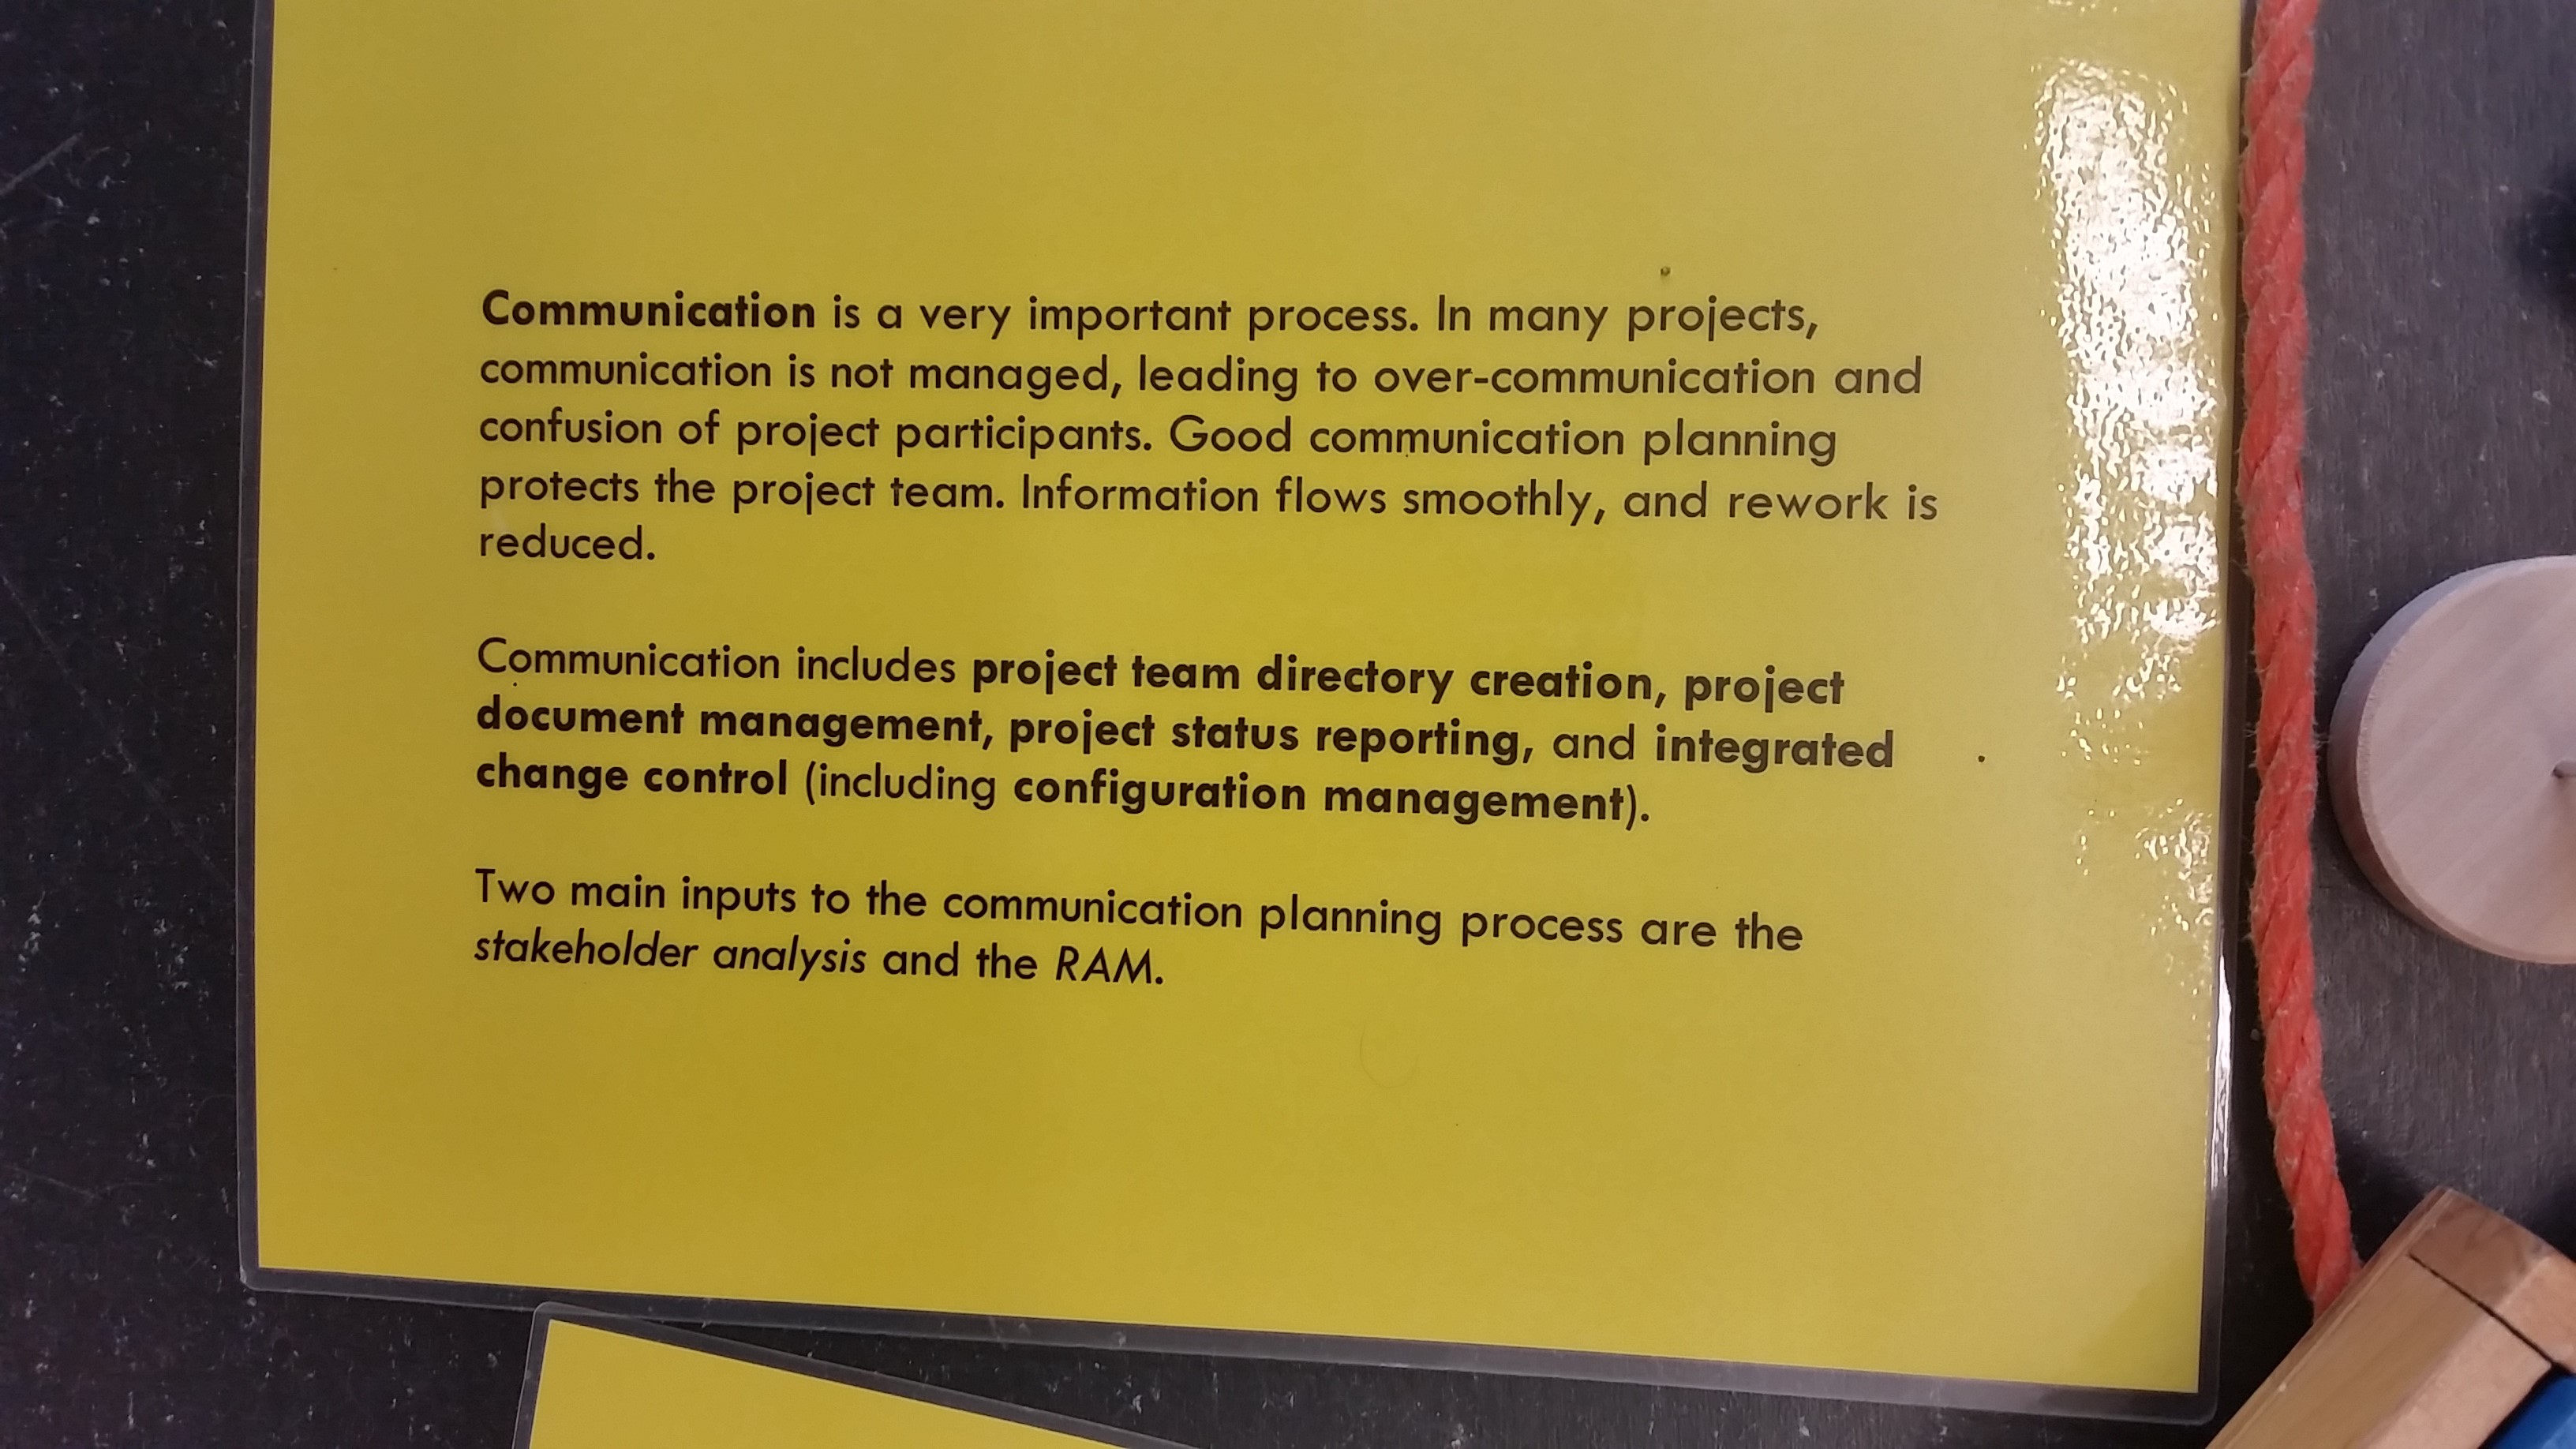 Communication is a very important process. In many projects,
communication is not managed, leading to over-communication and
confusion of project participants. Good communication planning
protects the project team. Information flows smoothly, and rework is
reduced.
Communication includes project team directory creation, project
document management, project status reporting, and integrated
change control (including configuration management).
Two main inputs to the communication planning process are the
stakeholder analysis and the RAM.